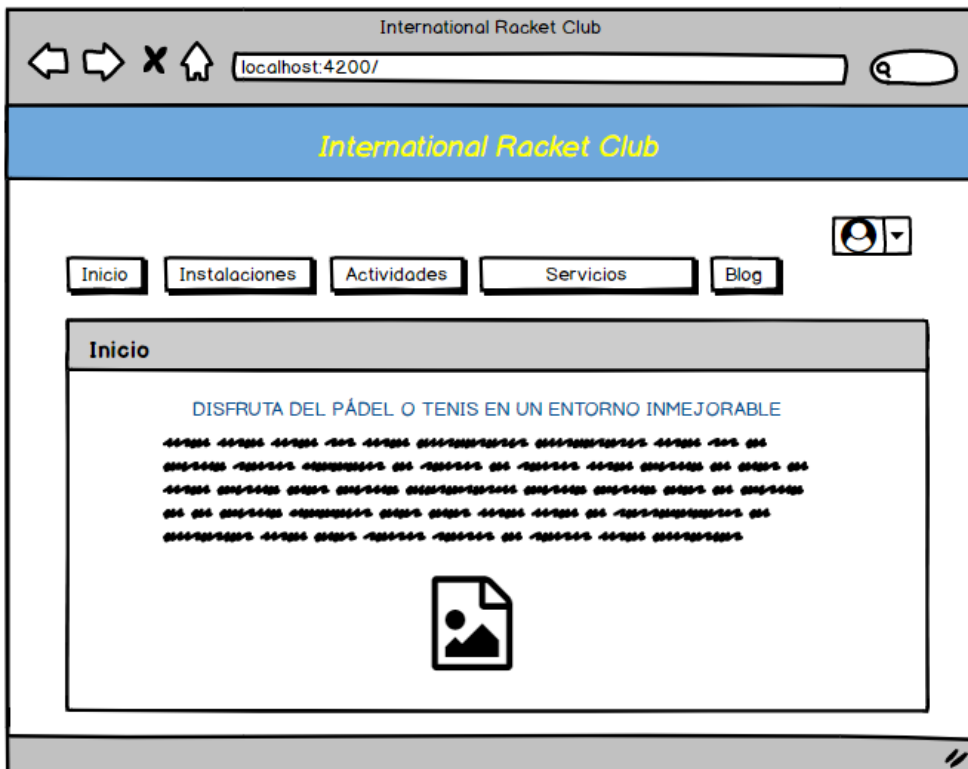 International Racket Club
localhost:4200/
International Racket Club
Inicio
Instalaciones
Actividades
Servicios
Blog
Inicio
DISFRUTA DEL PÁDEL O TENIS EN UN ENTORNO INMEJORABLE